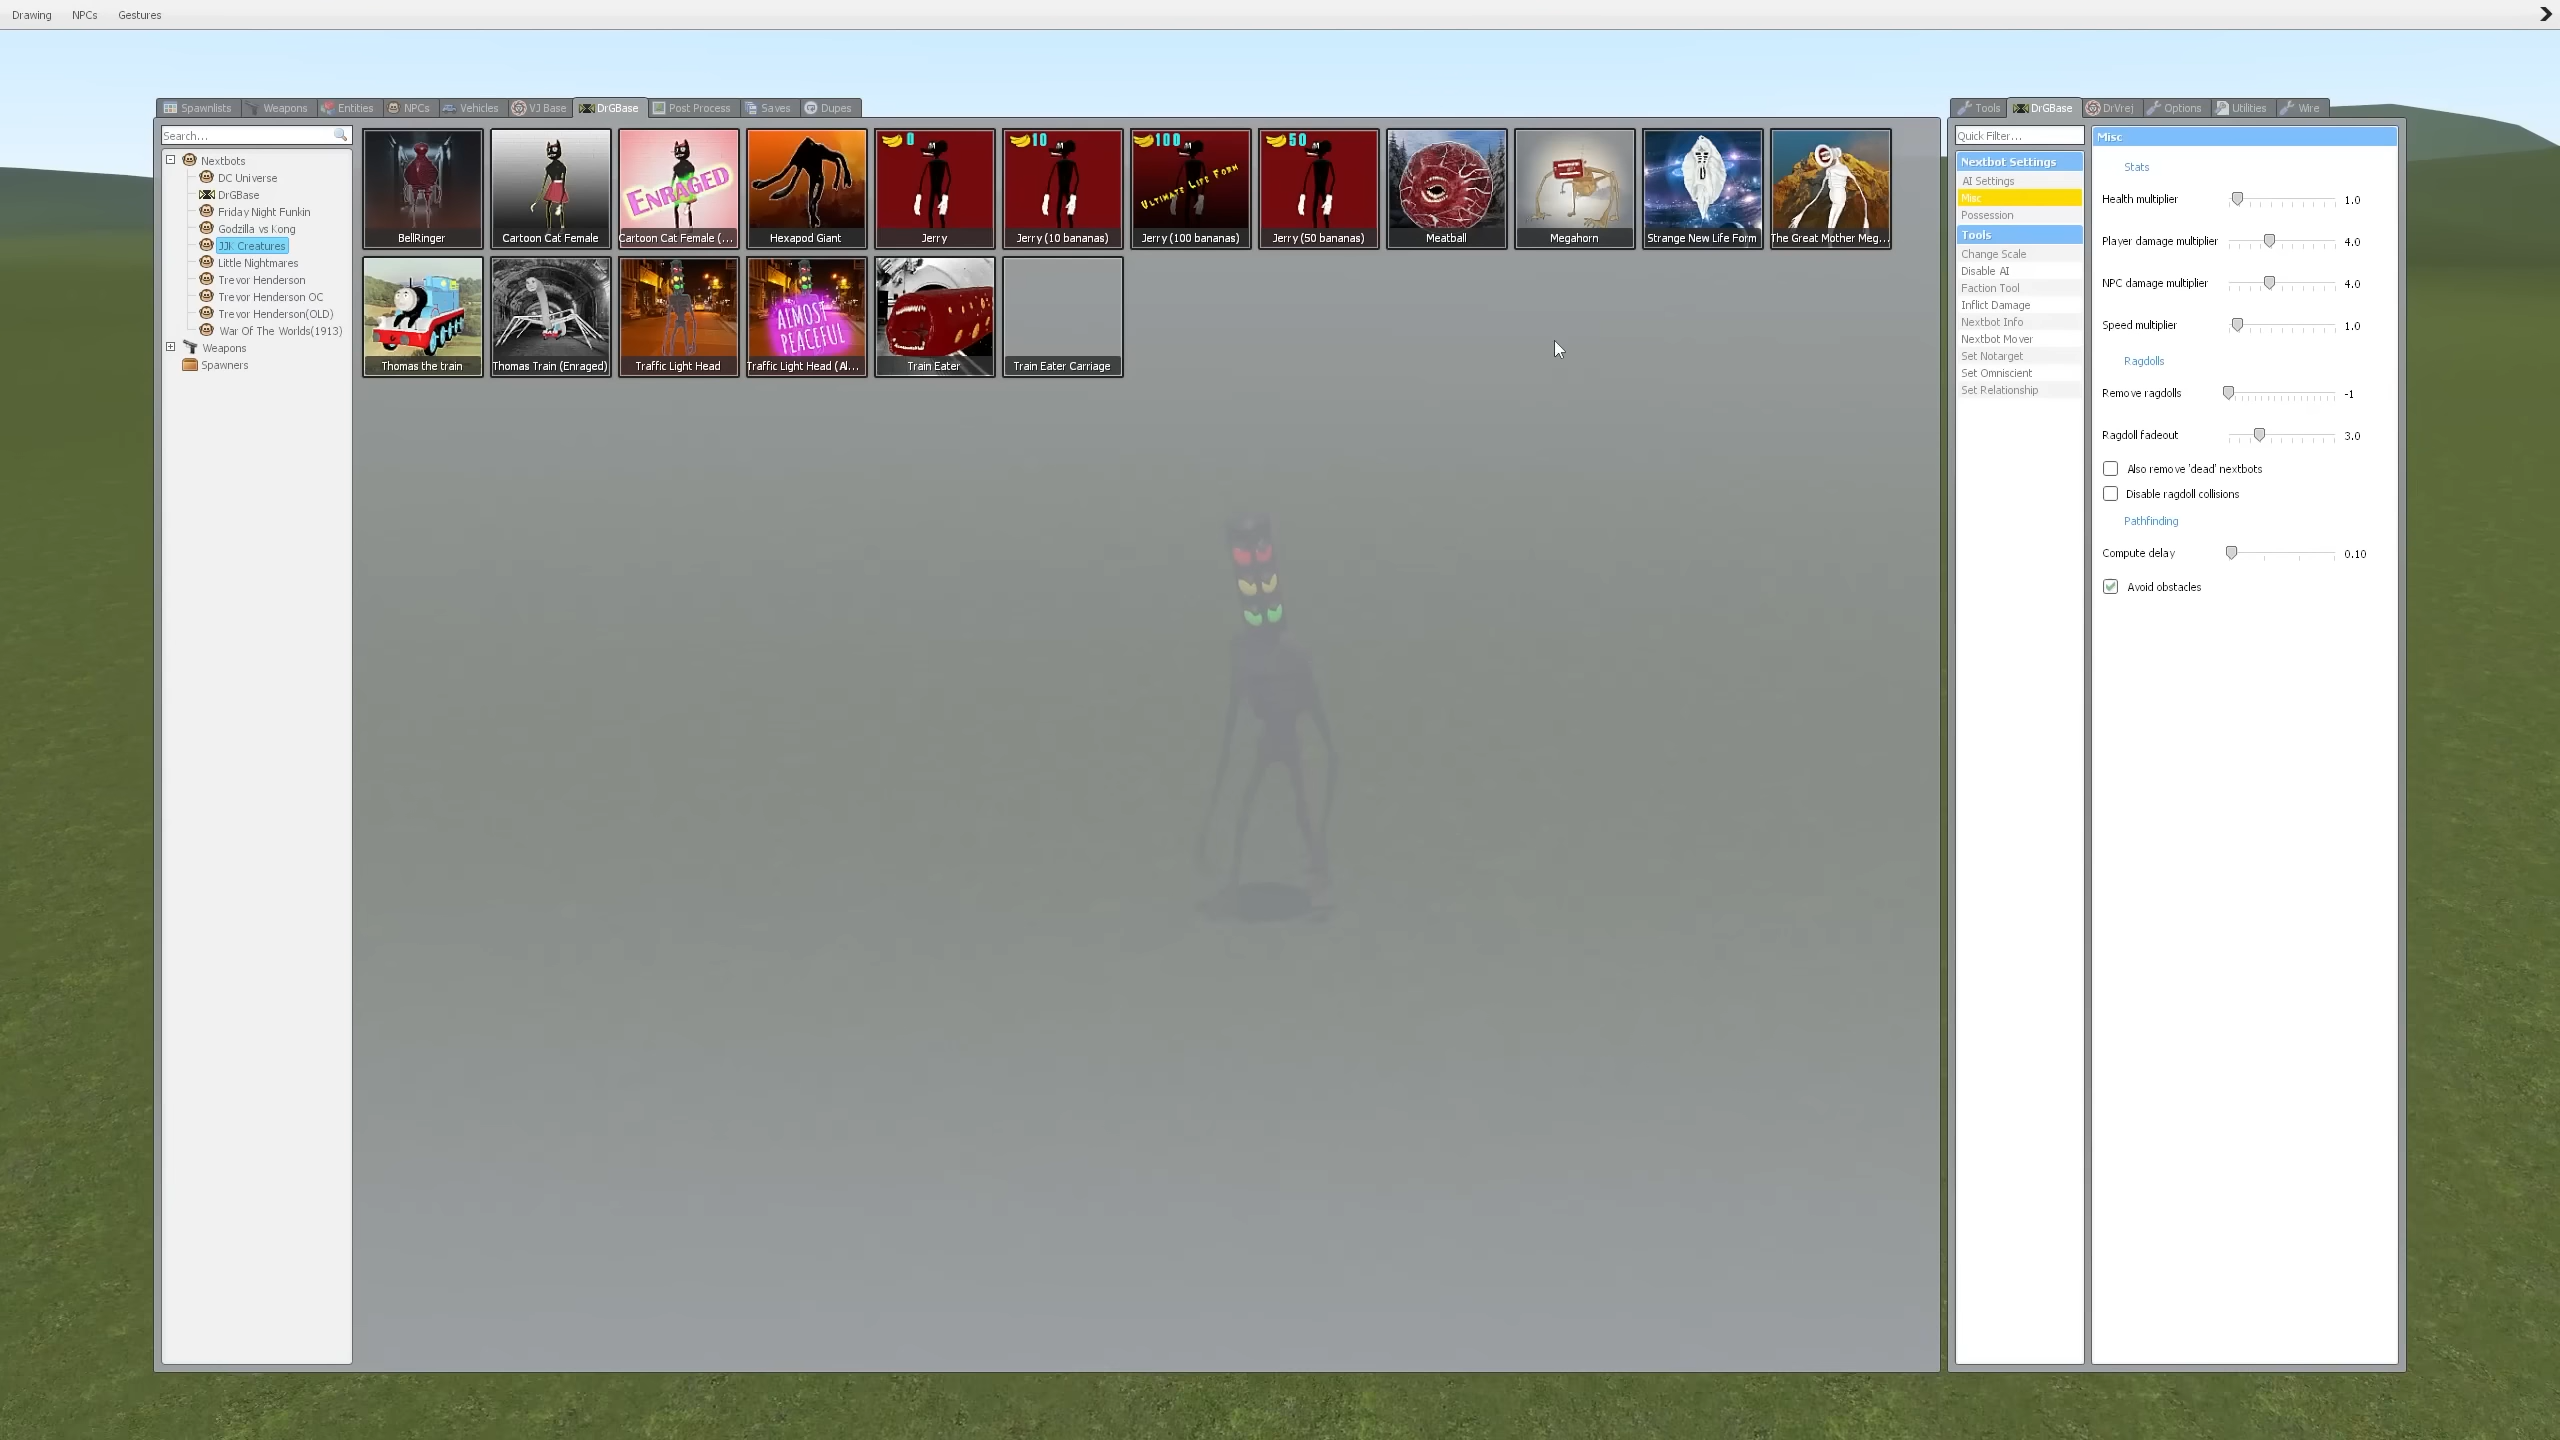 Drawing NPCs Gestures
Spawnlists Weapons Entities NPCs Vehicles VJ Base DrGBase Post Process Saves Dupes
Search...
Nextbots
DC Universe
DrGBase
Friday Night Funkin
Godzilla vs Kong
JJK Creatures
Little Nightmares
Trevor Henderson
Trevor Henderson OC
Trevor Henderson(OLD)
War Of The Worlds(1913)
Weapons
Spawners
ENRAGED
0
10
100
ULTIMATE LIFE FORM
50
BellRinger
Cartoon Cat Female
Cartoon Cat Female (...
Hexapod Giant
Jerry
Jerry (10 bananas)
Jerry (100 bananas)
Jerry (50 bananas)
Meatball
Megahorn
Strange New Life Form
The Great Mother Meg...
ALMOST
PEACEFUL
Thomas the train
Thomas Train (Enraged)
Traffic Light Head
Traffic Light Head (Al...
Train Eater
Train Eater Carriage
Tools DrGBase DrVrej Options Utilities Wire
Quick Filter...
Nextbot Settings
AI Settings
Misc
Possession
Tools
Change Scale
Disable AI
Faction Tool
Inflict Damage
Nextbot Info
Nextbot Mover
Set Notarget
Set Omniscient
Set Relationship
Misc
Stats
Health multiplier 1.0
Player damage multiplier 4.0
NPC damage multiplier 4.0
Speed multiplier 1.0
Ragdolls
Remove ragdolls -1
Ragdoll fadeout 3.0
Also remove 'dead' nextbots
Disable ragdoll collisions
Pathfinding
Compute delay 0.10
Avoid obstacles